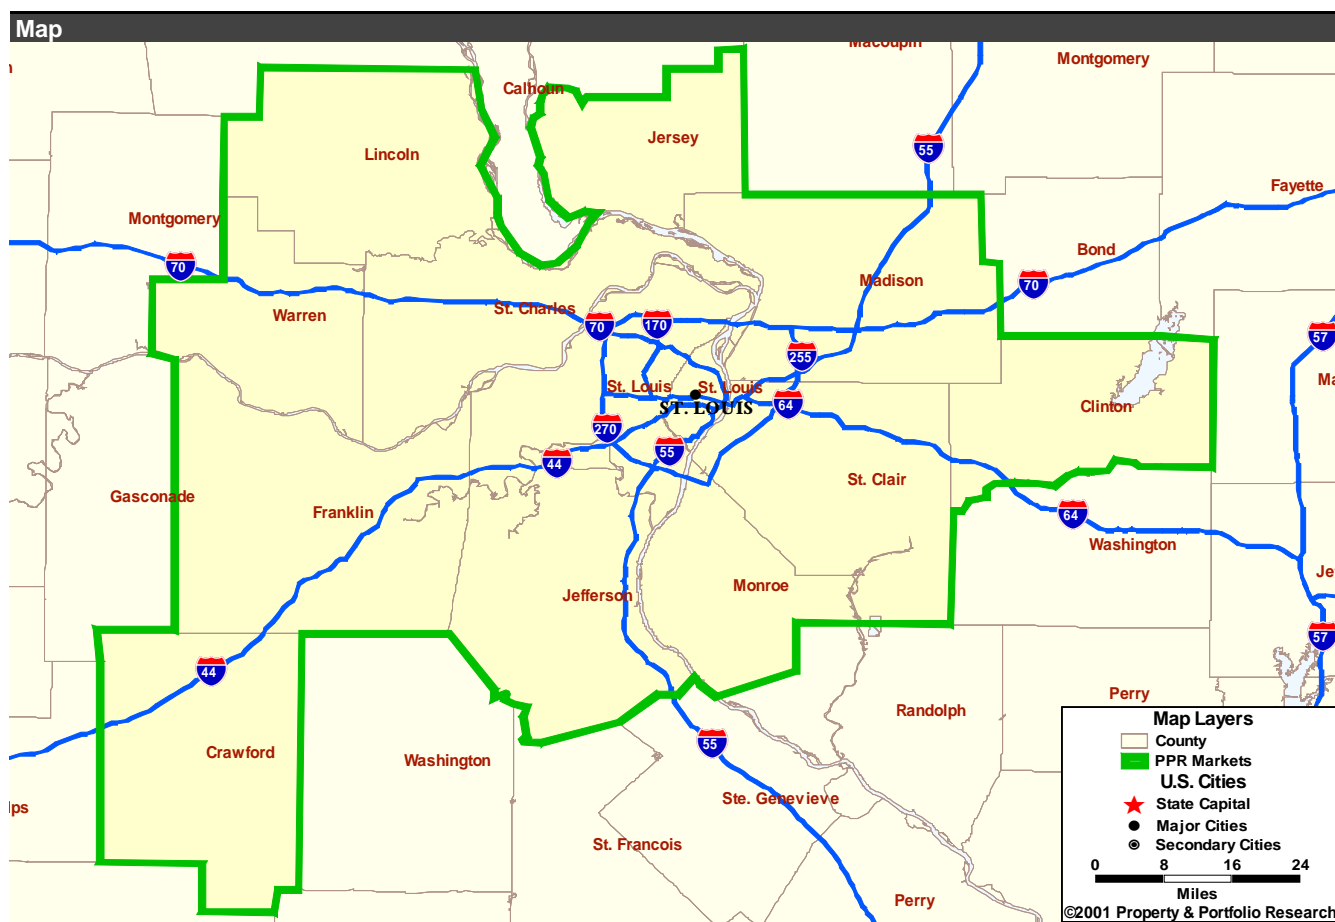 Map
Macoupin
Montgomery
Calhoun
Jersey
55
Lincoln
Fayette
Montgomery
Bond
70
Madison
70
Warren
St. Charles
70
170
57
255
St. Louis
St. Louis
ST. LOUIS
64
Clinton
270
55
44
St. Clair
Gasconade
Franklin
64
Washington
Jefferson
Monroe
57
44
Perry
Randolph
Crawford
Washington
55
Ste. Genevieve
St. Francois
Perry
Map Layers
County
PPR Markets
U.S. Cities
State Capital
Major Cities
Secondary Cities
0 8 16 24
Miles
©2001 Property & Portfolio Research